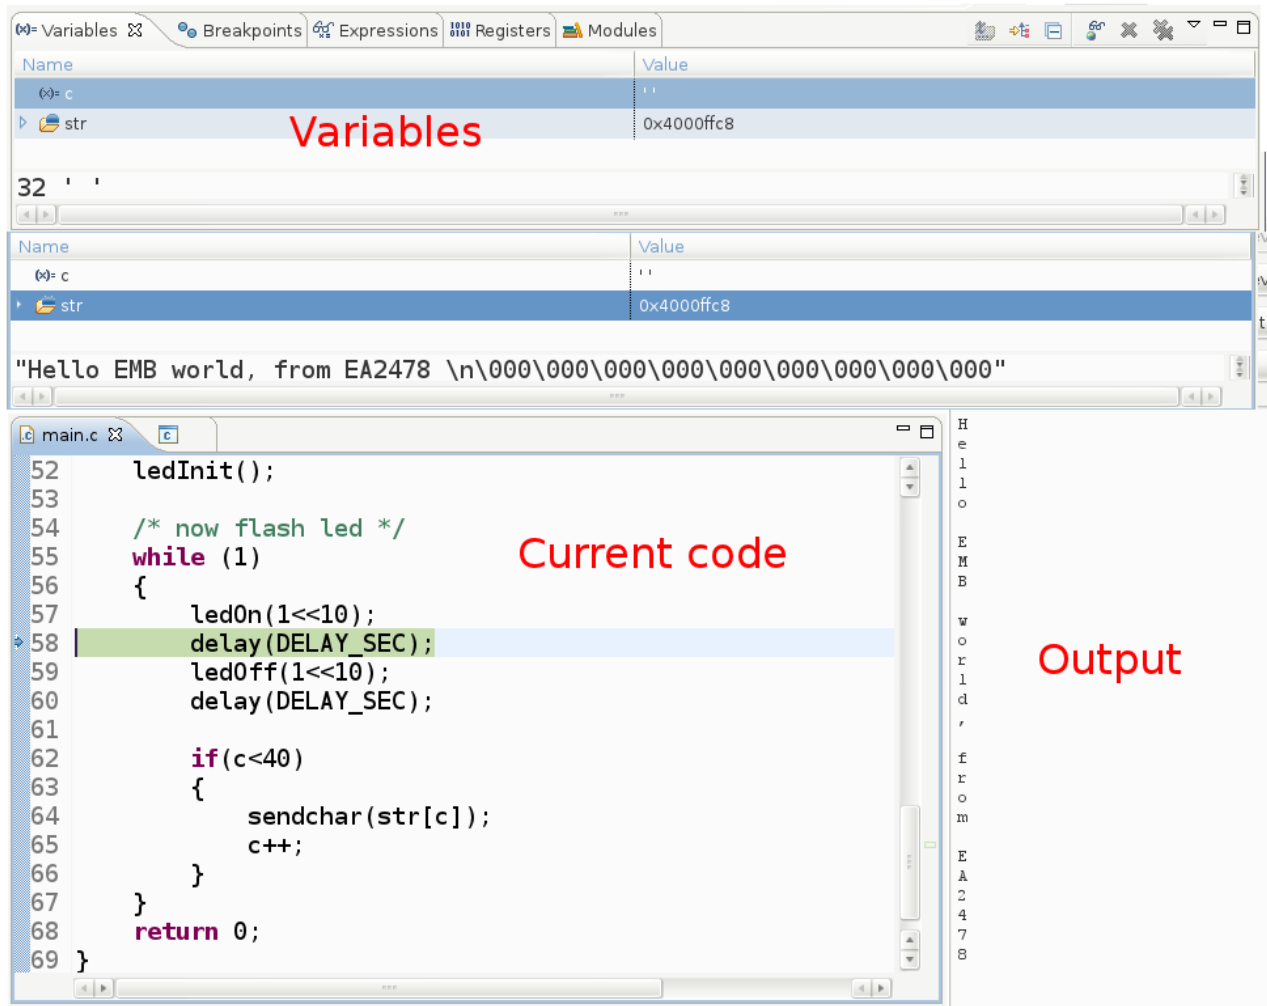 (x)= Variables Breakpoints Expressions Registers Modules
Name Value
(x)= c ' '
str 0x4000ffc8
Variables
32 ' '
Name Value
(x)= c ' '
str 0x4000ffc8
"Hello EMB world, from EA2478 \n\000\000\000\000\000\000\000\000\000"
main.c
52 ledInit();
53
54 /* now flash led */
55 while (1)
56 {
57 ledOn(1<<10);
58 delay(DELAY_SEC);
59 ledOff(1<<10);
60 delay(DELAY_SEC);
61
62 if(c<40)
63 {
64 sendchar(str[c]);
65 c++;
66 }
67 }
68 return 0;
69 }
Current code
H
e
l
l
o
E
M
B
w
o
r
l
d
,
f
r
o
m
E
A
2
4
7
8
Output